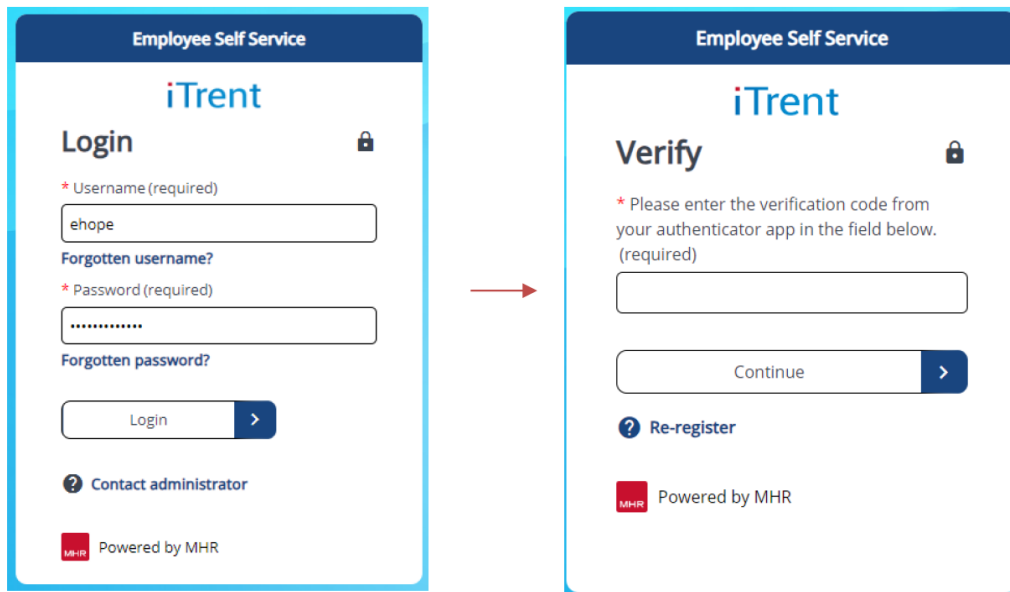 Employee Self Service
iTrent
Login
* Username (required)
ehope
Forgotten username?
* Password (required)
•••••••••••••
Forgotten password?
Login
Contact administrator
MHR
Powered by MHR
Employee Self Service
iTrent
Verify
* Please enter the verification code from
your authenticator app in the field below.
(required)
Continue
Re-register
MHR
Powered by MHR